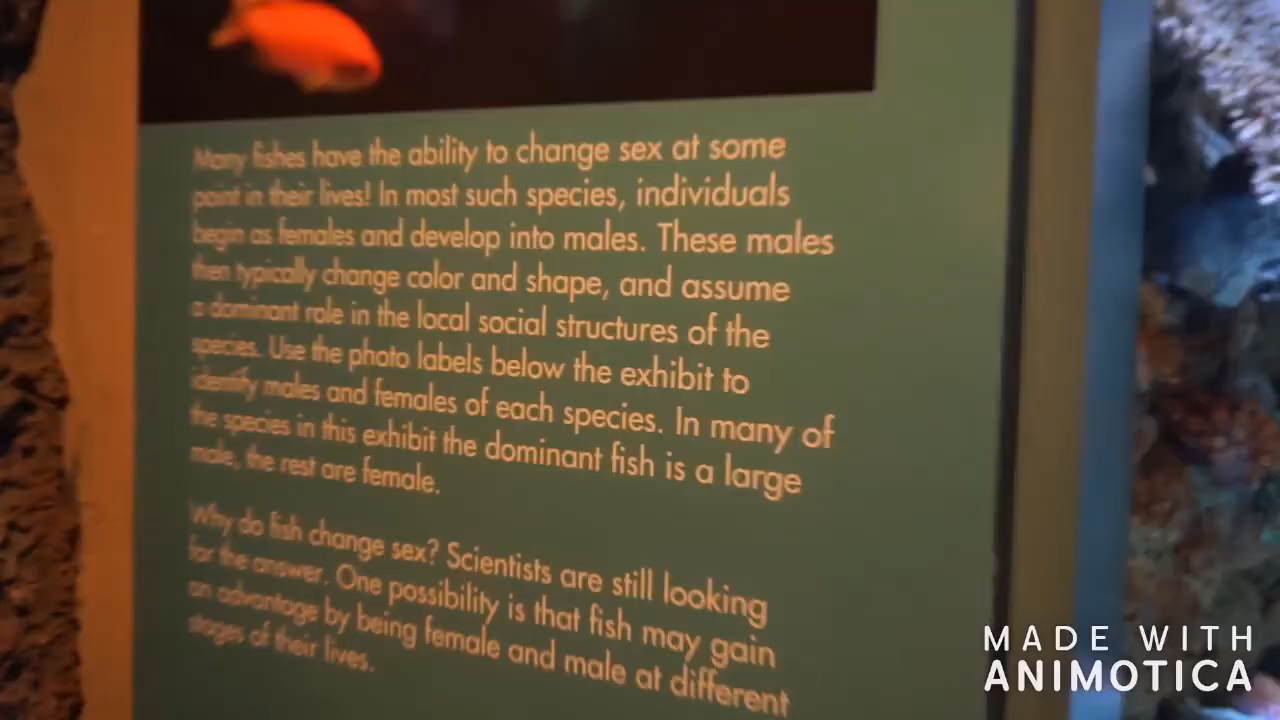 Many fishes have the ability to change sex at some
point in their lives! In most such species, individuals
begin as females and develop into males. These males
then typically change color and shape, and assume
a dominant role in the local social structures of the
species. Use the photo labels below the exhibit to
identify males and females of each species. In many of
the species in this exhibit the dominant fish is a large
male, the rest are female.
Why do fish change sex? Scientists are still looking
for the answer. One possibility is that fish may gain
an advantage by being female and male at different
stages of their lives.
MADE WITH
ANIMOTICA